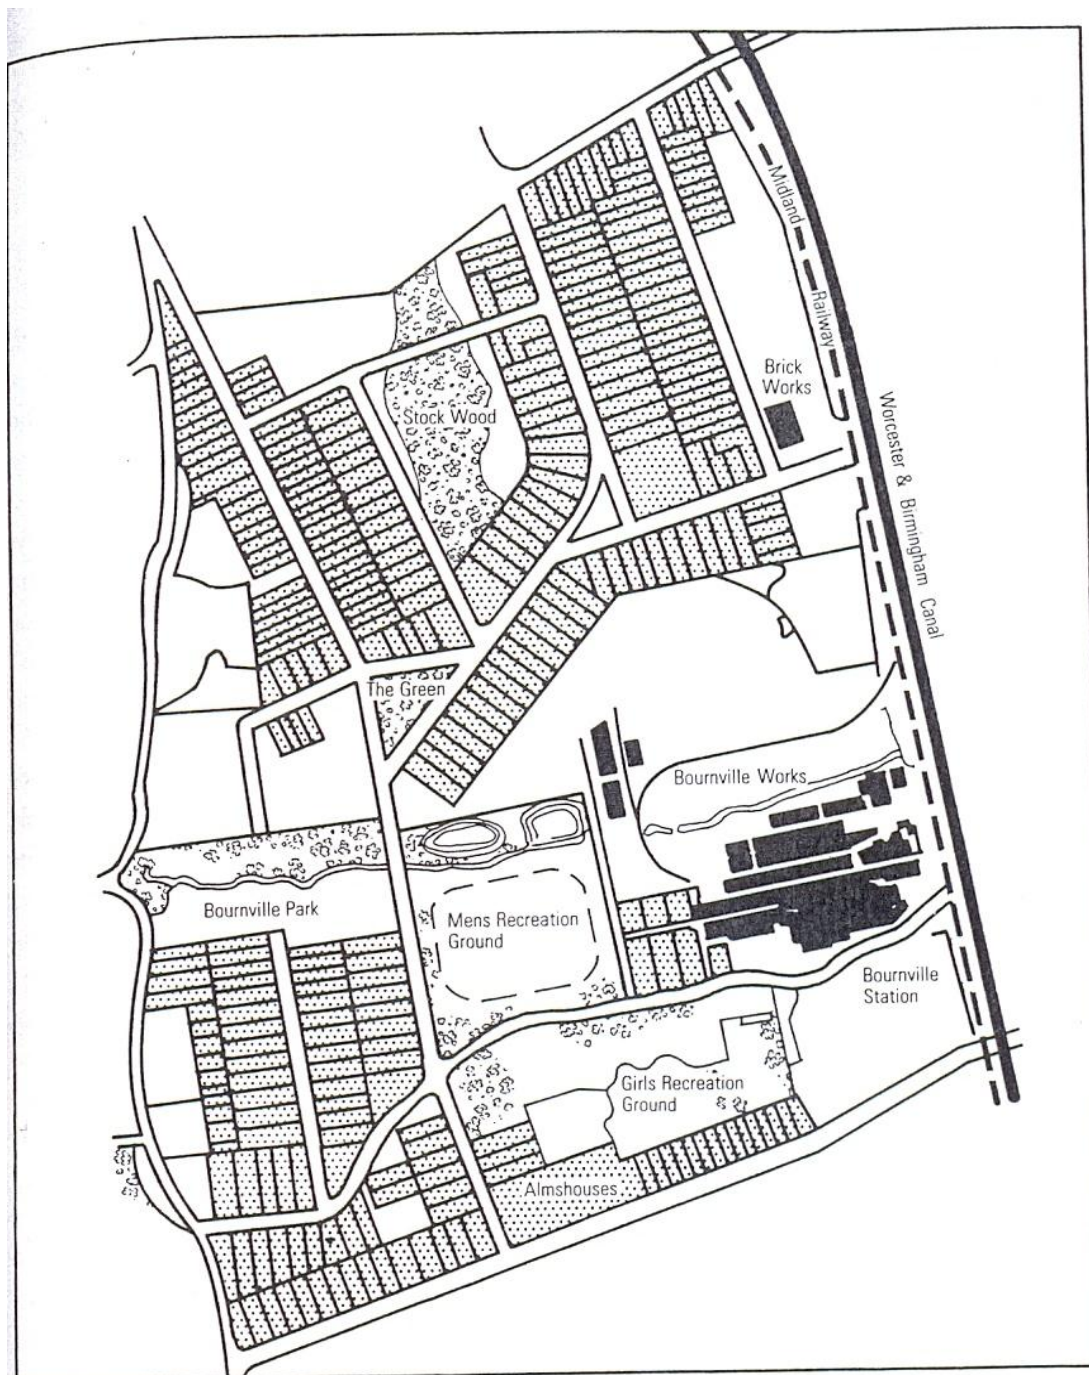 Midland
Railway
Brick
Works
Stock Wood
Worcester & Birmingham Canal
The Green
Bournville Works
Bournville Park
Mens Recreation
Ground
Bournville
Station
Girls Recreation
Ground
Almshouses